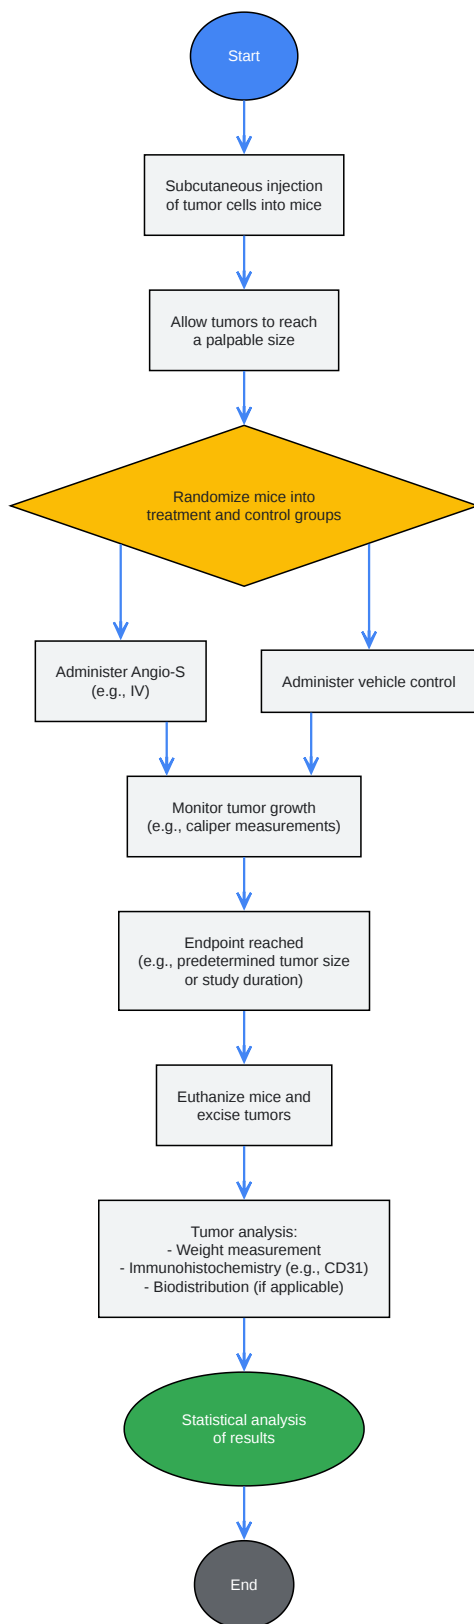 Start
Subcutaneous injection
of tumor cells into mice
Allow tumors to reach
a palpable size
Randomize mice into
treatment and control groups
Administer Angio-S
(e.g., IV)
Administer vehicle control
Monitor tumor growth
(e.g., caliper measurements)
Endpoint reached
(e.g., predetermined tumor size
or study duration)
Euthanize mice and
excise tumors
Tumor analysis:
- Weight measurement
- Immunohistochemistry (e.g., CD31)
- Biodistribution (if applicable)
Statistical analysis
of results
End